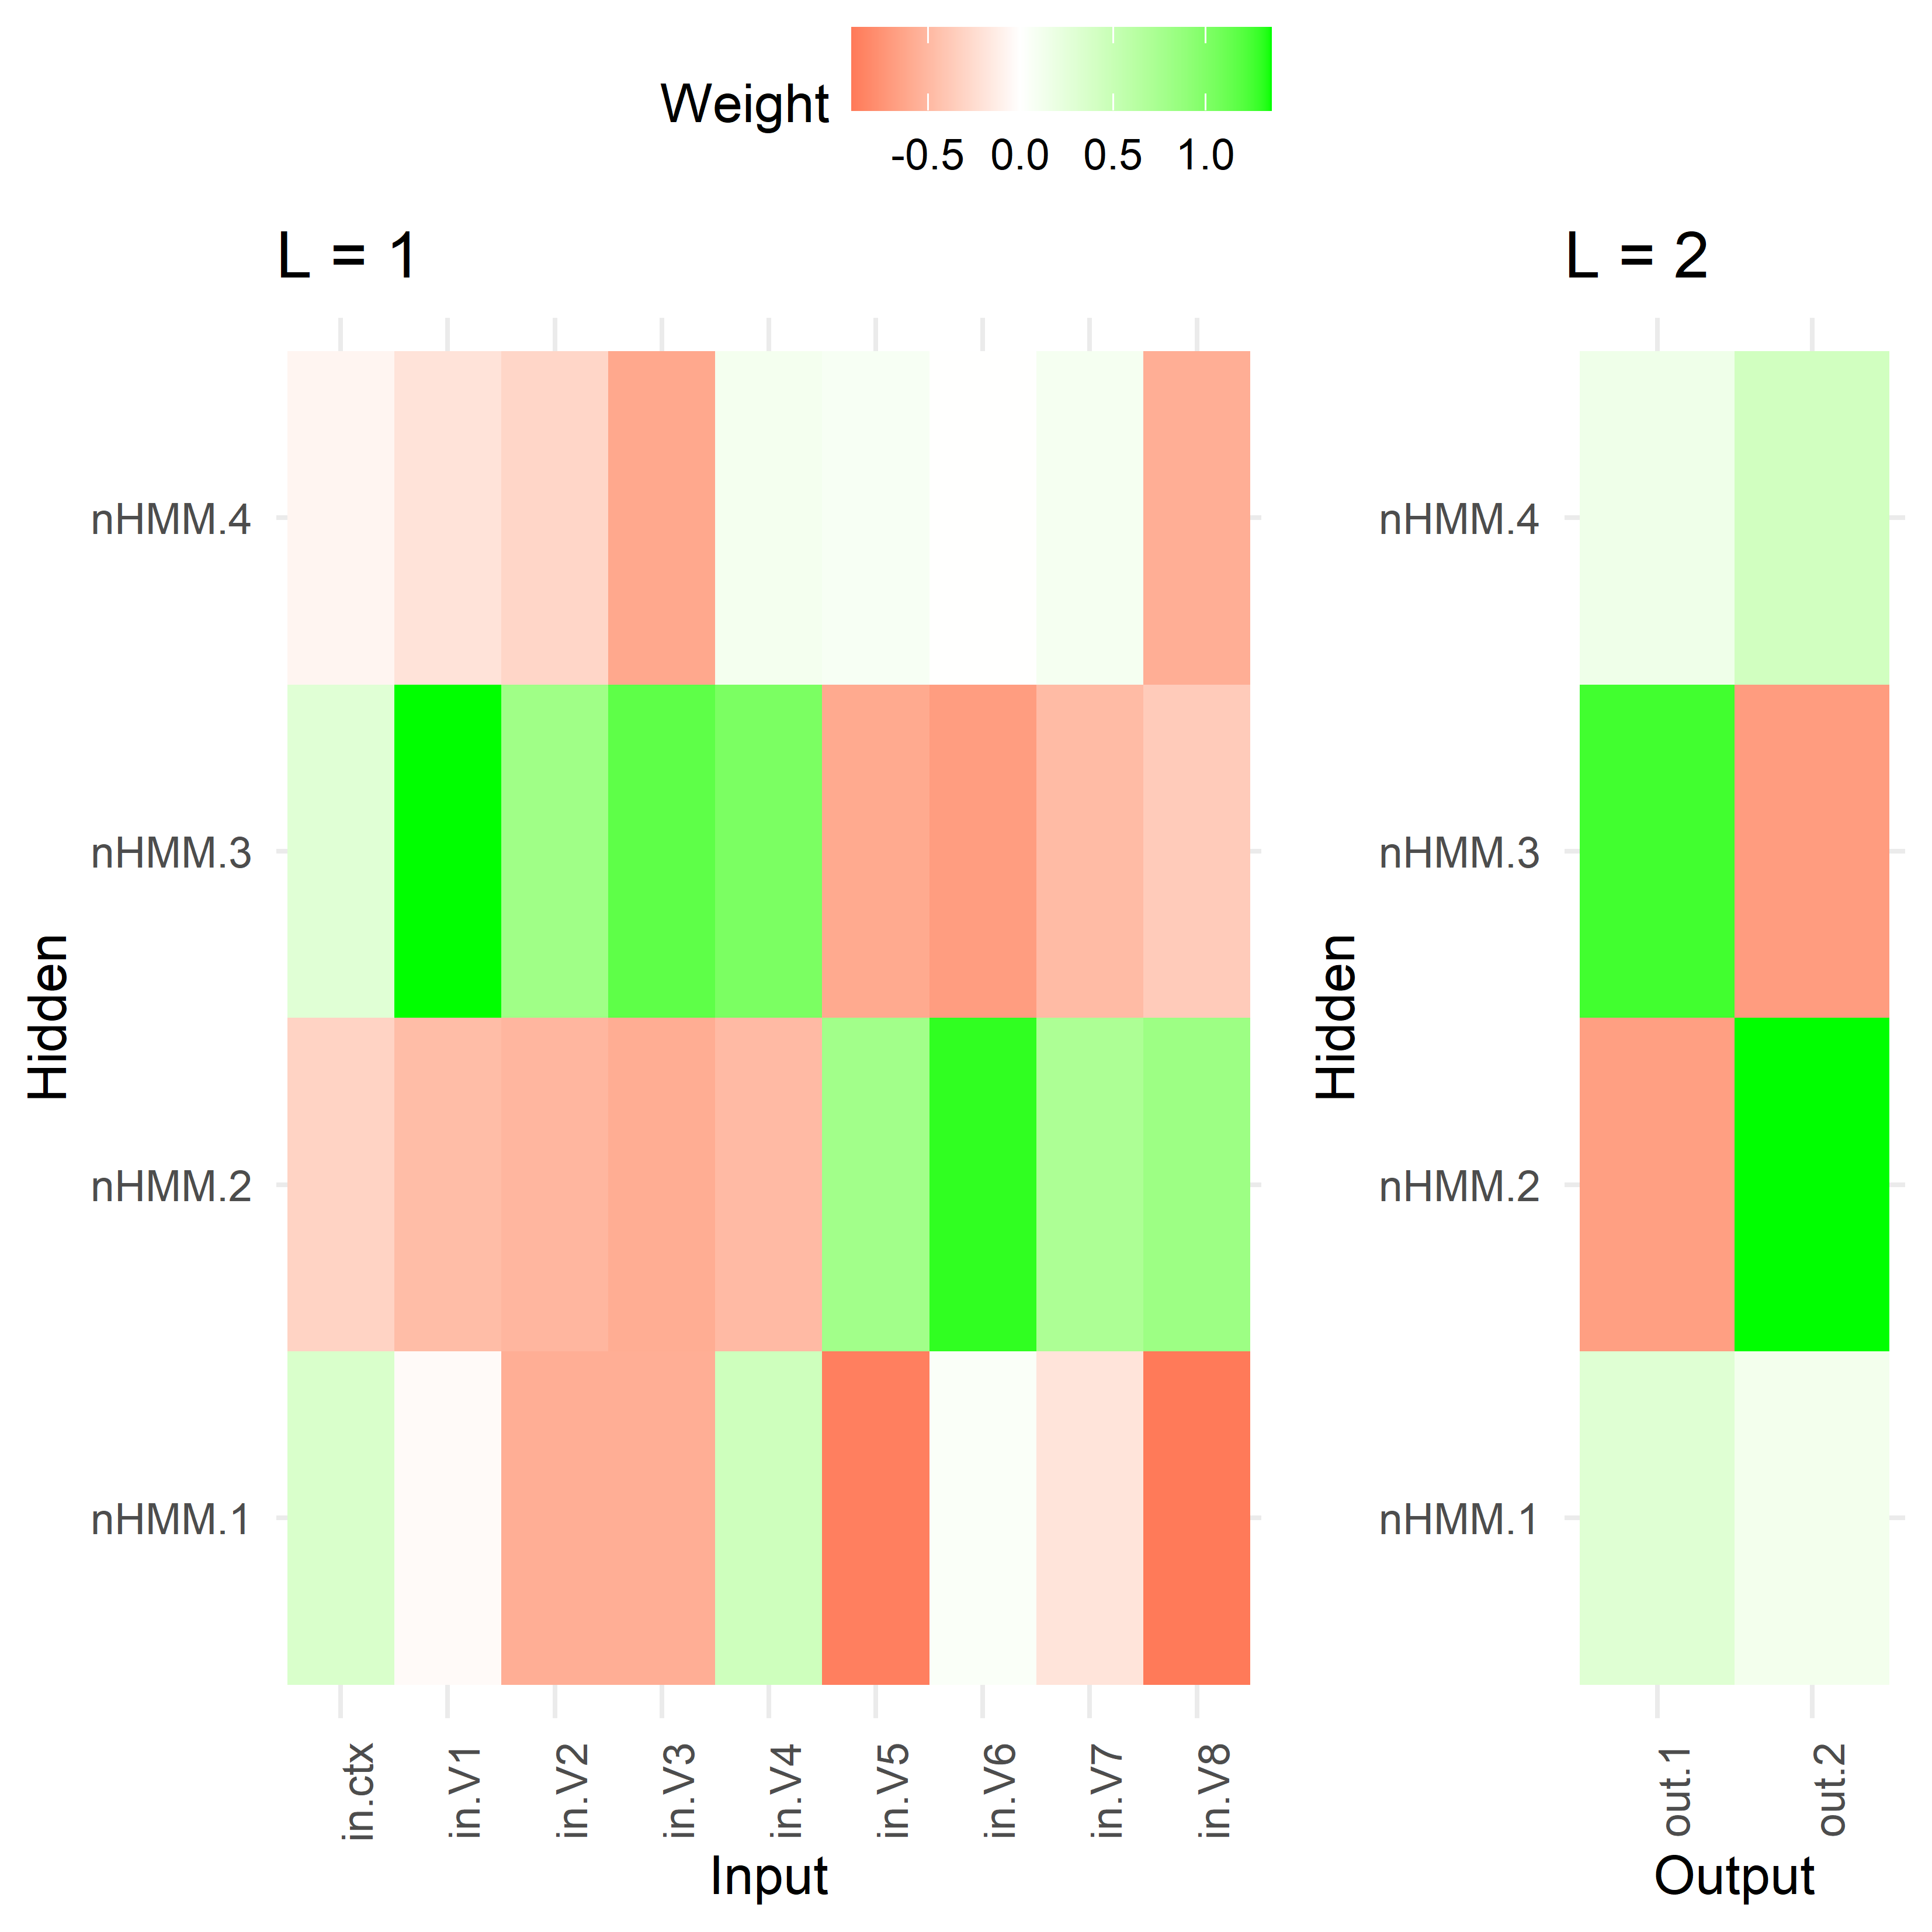 Weight
-0.5 0.0 0.5 1.0
L = 1
L = 2
nHMM.4
nHMM.3
nHMM.2
nHMM.1
Hidden
in.ctx
in.V1
in.V2
in.V3
in.V4
in.V5
in.V6
in.V7
in.V8
Input
nHMM.4
nHMM.3
nHMM.2
nHMM.1
Hidden
out.1
out.2
Output